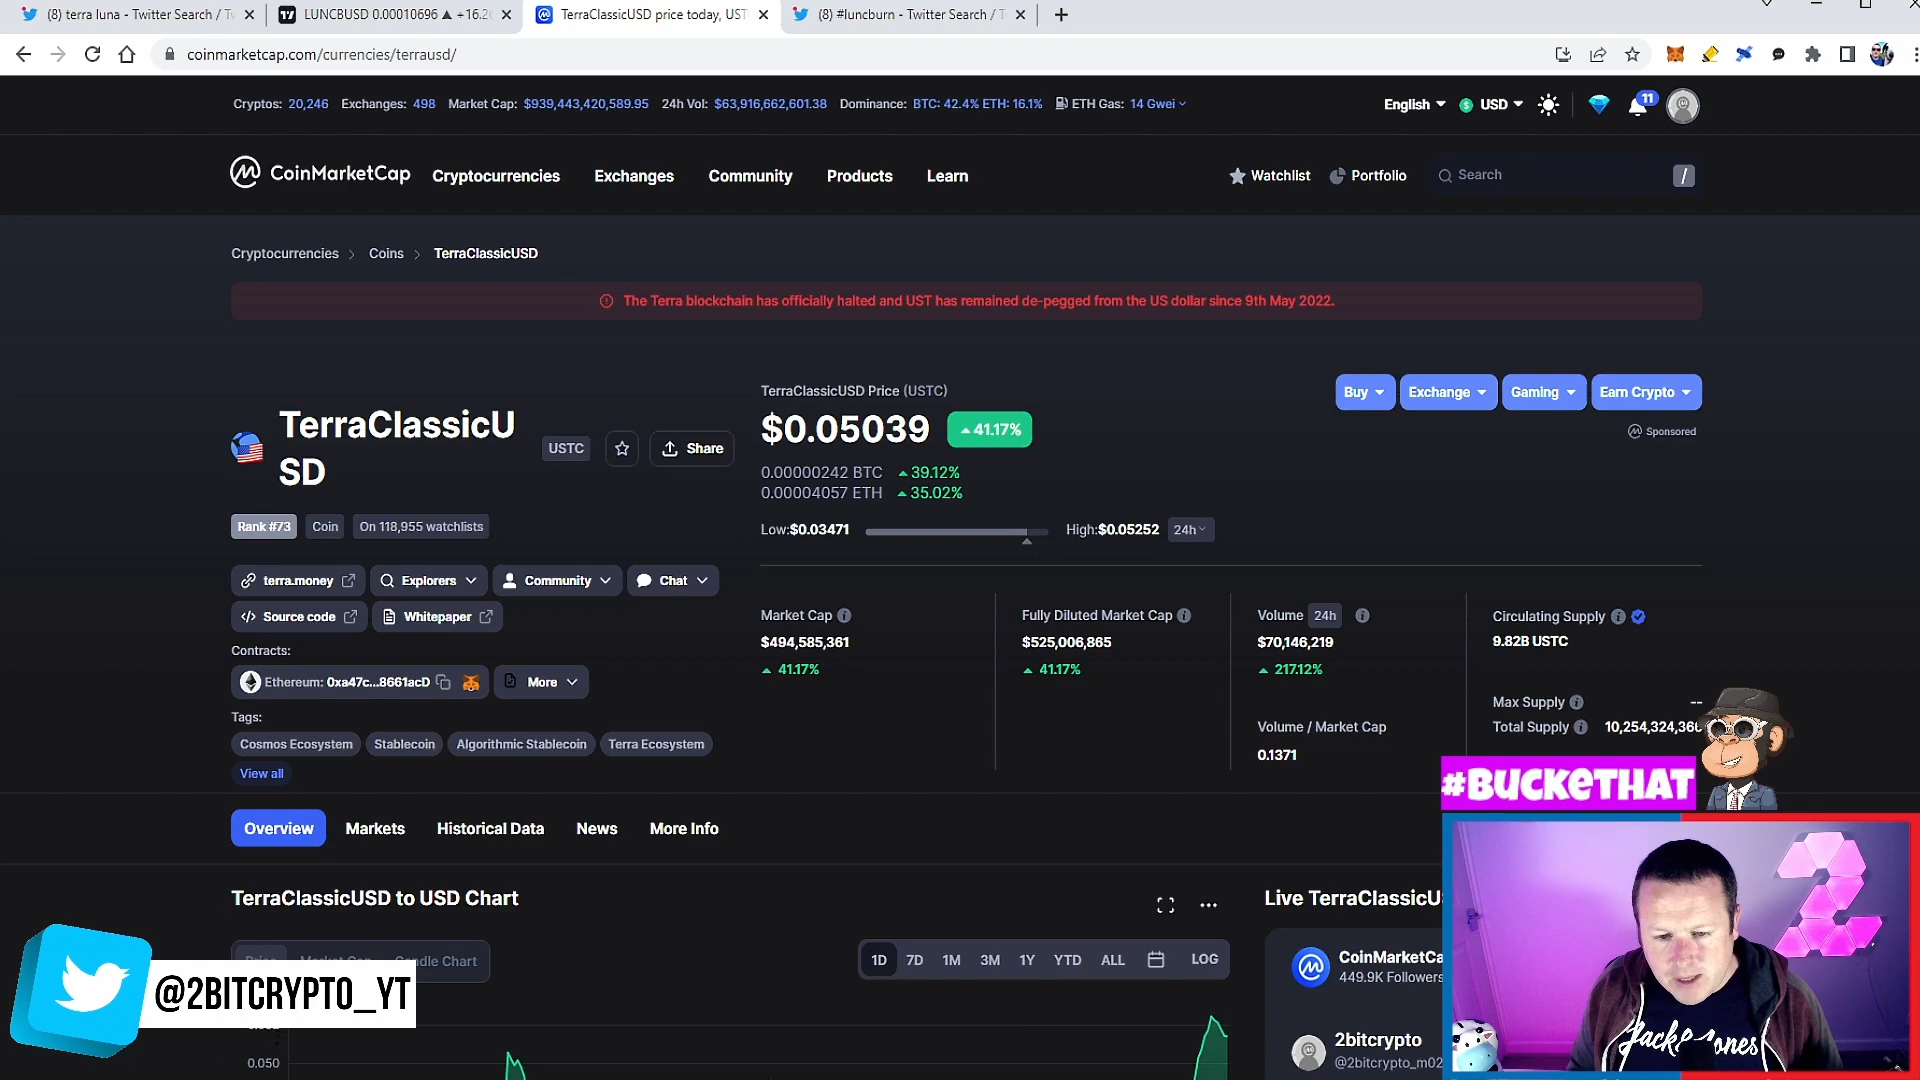 (8) terra luna - Twitter Search / Tw
LUNCBUSD 0.00010696 ▲ +16.26
TerraClassicUSD price today, UST
(8) #luncburn - Twitter Search / T
coinmarketcap.com/currencies/terrausd/
Cryptos: 20,246 Exchanges: 498 Market Cap: $939,443,420,589.95 24h Vol: $63,916,662,601.38 Dominance: BTC: 42.4% ETH: 16.1% ETH Gas: 14 Gwei
English USD 11
CoinMarketCap Cryptocurrencies Exchanges Community Products Learn
Watchlist Portfolio Search /
Cryptocurrencies > Coins > TerraClassicUSD
The Terra blockchain has officially halted and UST has remained de-pegged from the US dollar since 9th May 2022.
TerraClassicU
SD
USTC
Share
Rank #73 Coin On 118,955 watchlists
terra.money Explorers Community Chat
Source code Whitepaper
Contracts:
Ethereum: 0xa47c...8661acD More
Tags:
Cosmos Ecosystem Stablecoin Algorithmic Stablecoin Terra Ecosystem
View all
TerraClassicUSD Price (USTC)
$0.05039 41.17%
0.00000242 BTC 39.12%
0.00004057 ETH 35.02%
Low:$0.03471 High:$0.05252 24h
Buy Exchange Gaming Earn Crypto
Sponsored
Market Cap
$494,585,361
41.17%
Fully Diluted Market Cap
$525,006,865
41.17%
Volume 24h
$70,146,219
217.12%
Volume / Market Cap
0.1371
Circulating Supply
9.82B USTC
Max Supply --
Total Supply 10,254,324,36
#BUCKETHAT
Overview Markets Historical Data News More Info
TerraClassicUSD to USD Chart
Candle Chart
1D 7D 1M 3M 1Y YTD ALL LOG
0.050
Live TerraClassicU
CoinMarketCa
449.9K Followers
2bitcrypto
@2bitcrypto_m02
@2BITCRYPTO_YT
2